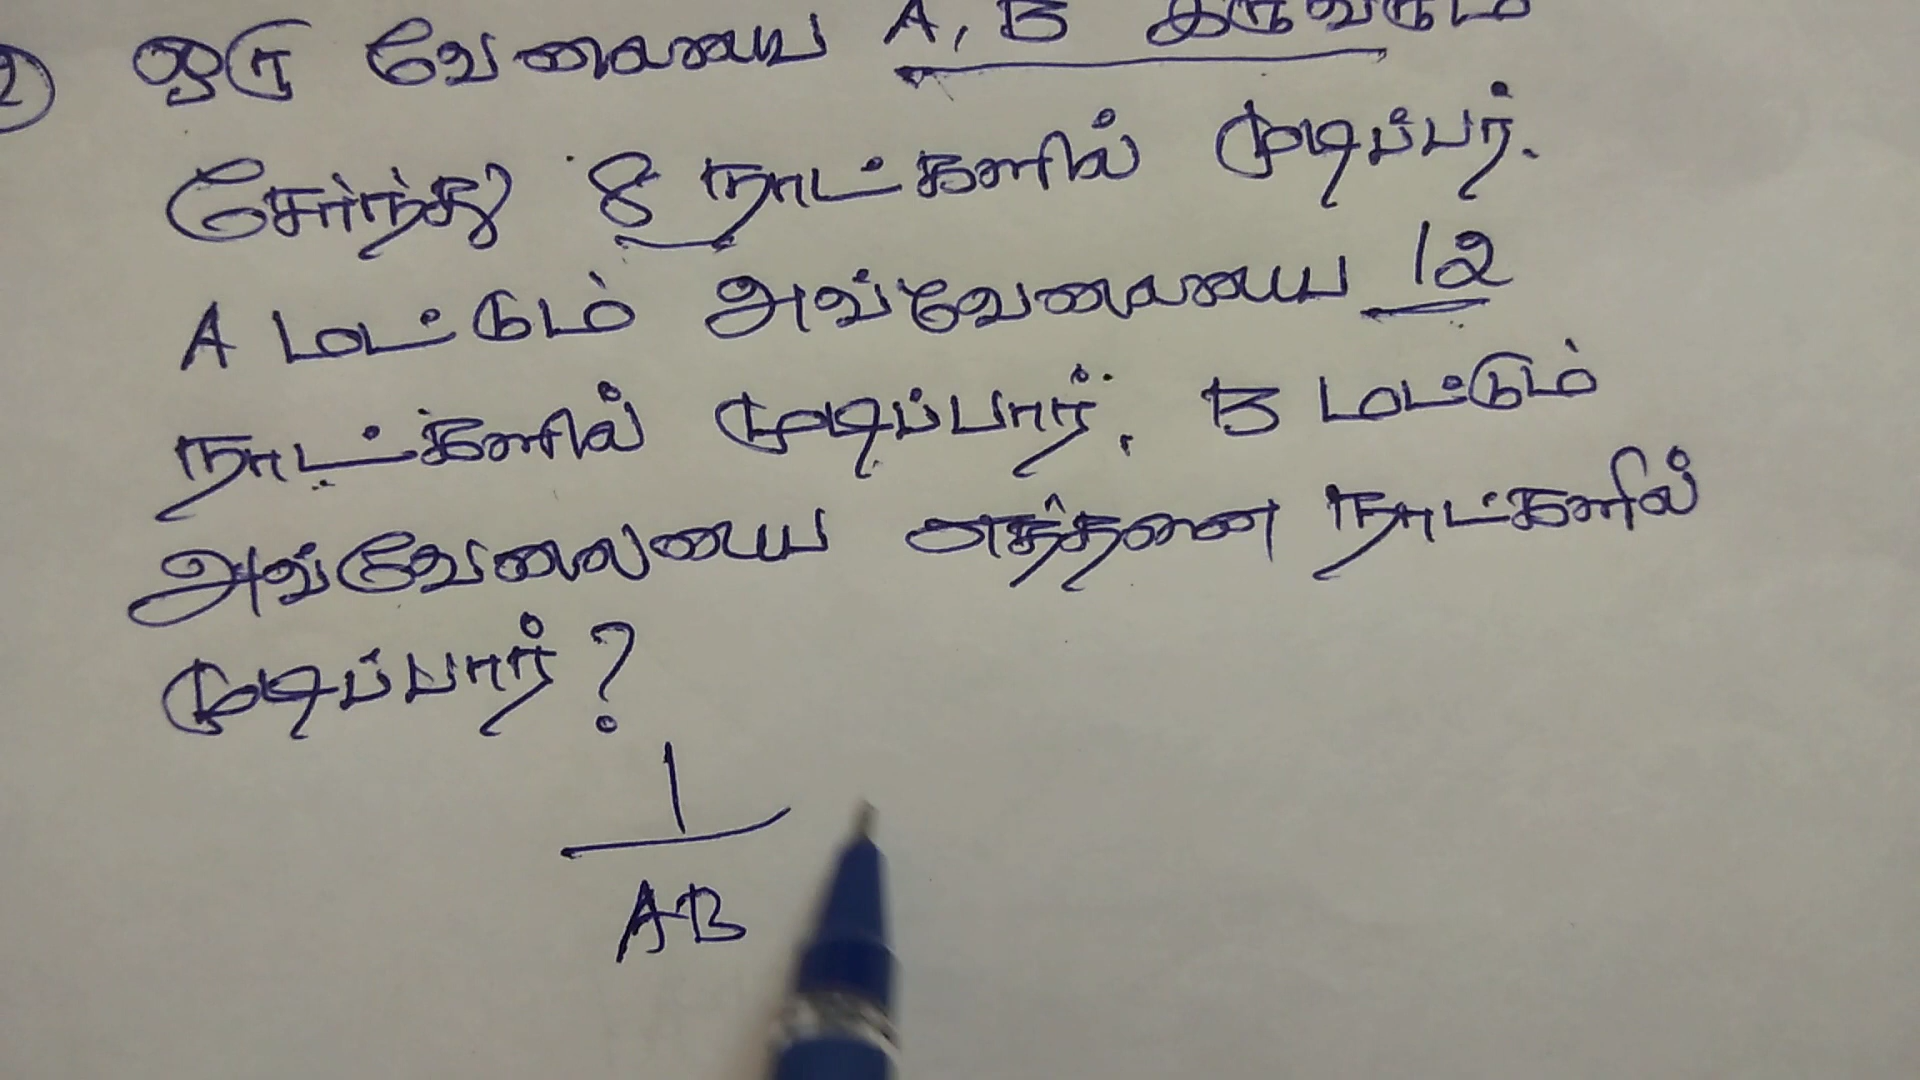 2) ஒரு வேலையை A, B இருவரும்
சேர்ந்து 8 நாட்களில் முடிப்பர்.
A மட்டும் அவ்வேலையை 12
நாட்களில் முடிப்பார். B மட்டும்
அவ்வேலையை எத்தனை நாட்களில்
முடிப்பார்?
1
AB